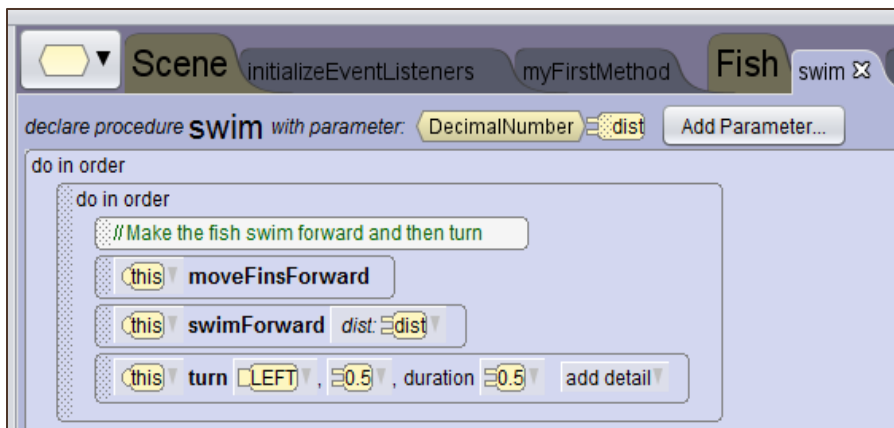 Scene initializeEventListeners myFirstMethod Fish swim
declare procedure swim with parameter: DecimalNumber dist Add Parameter...
do in order
do in order
//Make the fish swim forward and then turn
this moveFinsForward
this swimForward dist: dist
this turn LEFT , 0.5 , duration 0.5 add detail